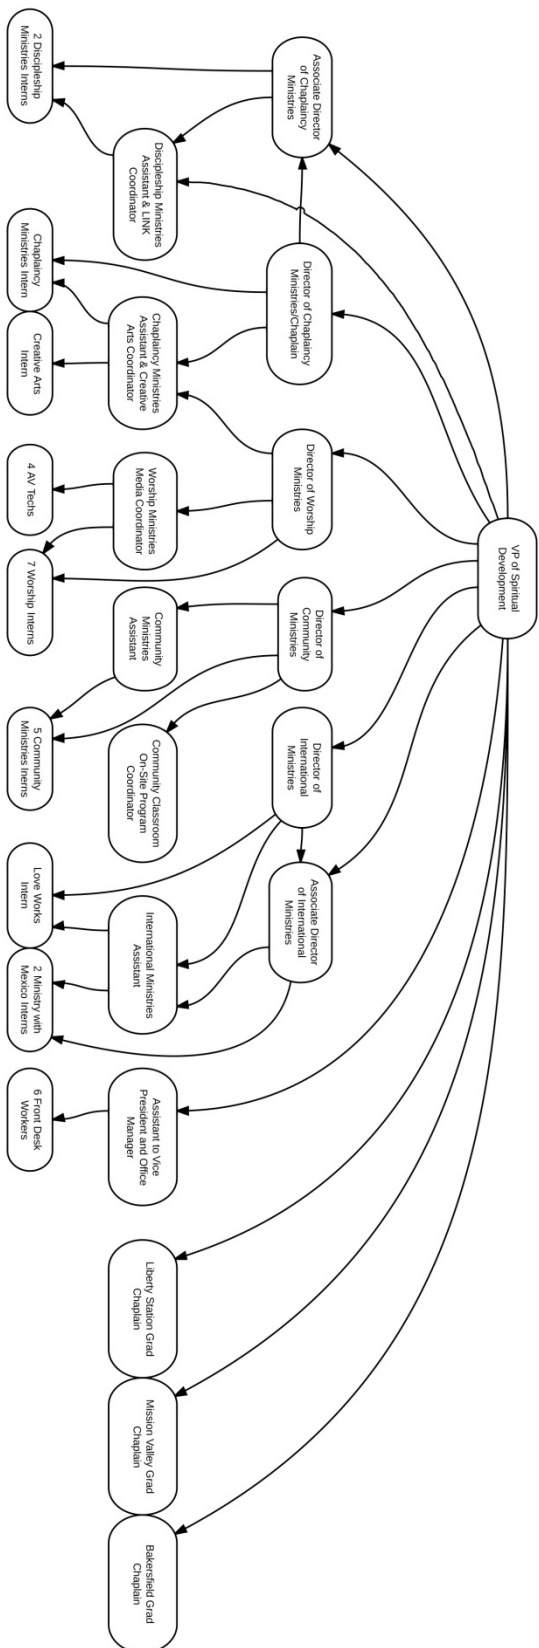 VP of Spiritual
Development
Associate Director
of Chaplaincy
Ministries
Director of Chaplaincy
Ministries/Chaplain
Director of Worship
Ministries
Director of
Community
Ministries
Director of
International
Ministries
Associate Director
of International
Ministries
Discipleship Ministries
Assistant & LINK
Coordinator
Chaplaincy Ministries
Assistant & Creative
Arts Coordinator
Worship Ministries
Media Coordinator
Community
Ministries
Assistant
Community Classroom
On-Site Program
Coordinator
International Ministries
Assistant
Assistant to Vice
President and Office
Manager
Liberty Station Grad
Chaplain
Mission Valley Grad
Chaplain
Bakersfield Grad
Chaplain
2 Discipleship
Ministries Interns
Chaplaincy
Ministries Intern
Creative Arts
Intern
4 AV Techs
7 Worship Interns
5 Community
Ministries Inerns
Love Works
Intern
2 Ministry with
Mexico Interns
6 Front Desk
Workers